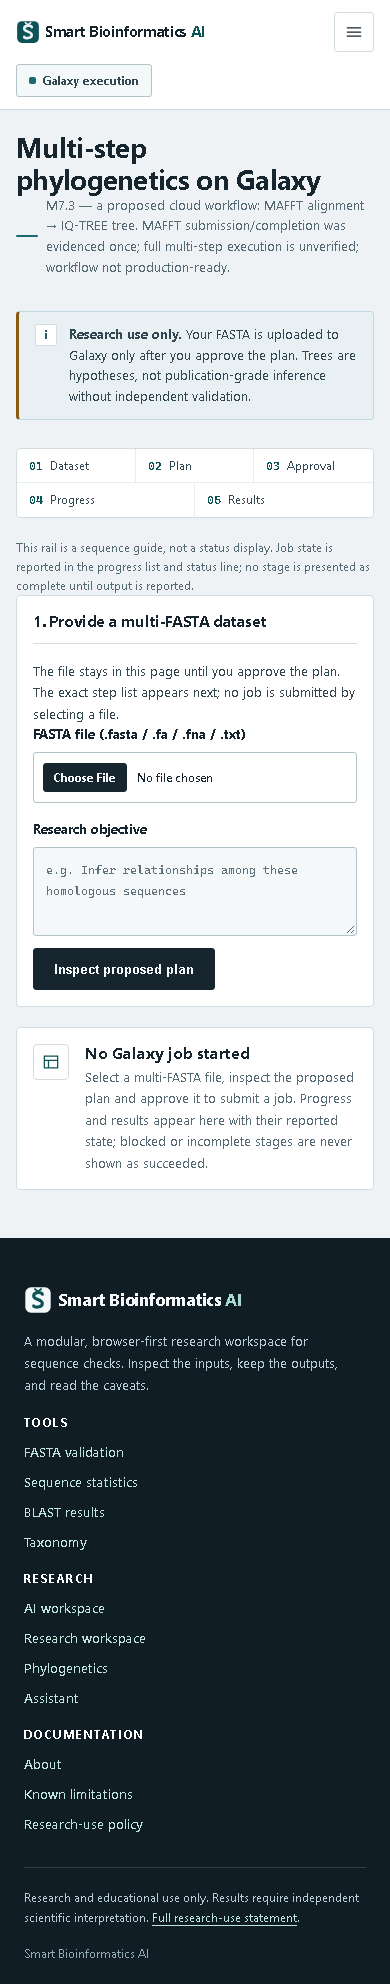 Smart Bioinformatics AI
Galaxy execution
Multi-step
phylogenetics on Galaxy
M7.3 — a proposed cloud workflow: MAFFT alignment
→ IQ-TREE tree. MAFFT submission/completion was
evidenced once; full multi-step execution is unverified;
workflow not production-ready.
i
Research use only. Your FASTA is uploaded to
Galaxy only after you approve the plan. Trees are
hypotheses, not publication-grade inference
without independent validation.
01 Dataset
02 Plan
03 Approval
04 Progress
05 Results
This rail is a sequence guide, not a status display. Job state is
reported in the progress list and status line; no stage is presented as
complete until output is reported.
1. Provide a multi-FASTA dataset
The file stays in this page until you approve the plan.
The exact step list appears next; no job is submitted by
selecting a file.
FASTA file (.fasta / .fa / .fna / .txt)
Choose File No file chosen
Research objective
e.g. Infer relationships among these
homologous sequences
Inspect proposed plan
No Galaxy job started
Select a multi-FASTA file, inspect the proposed
plan and approve it to submit a job. Progress
and results appear here with their reported
state; blocked or incomplete stages are never
shown as succeeded.
Smart Bioinformatics AI
A modular, browser-first research workspace for
sequence checks. Inspect the inputs, keep the outputs,
and read the caveats.
TOOLS
FASTA validation
Sequence statistics
BLAST results
Taxonomy
RESEARCH
AI workspace
Research workspace
Phylogenetics
Assistant
DOCUMENTATION
About
Known limitations
Research-use policy
Research and educational use only. Results require independent
scientific interpretation. Full research-use statement.
Smart Bioinformatics AI